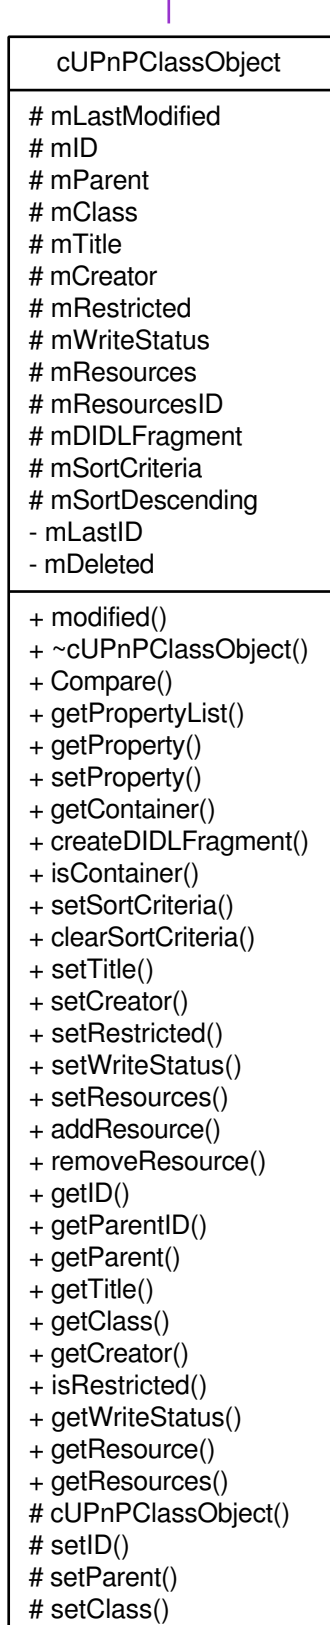 cUPnPClassObject
# mLastModified
# mID
# mParent
# mClass
# mTitle
# mCreator
# mRestricted
# mWriteStatus
# mResources
# mResourcesID
# mDIDLFragment
# mSortCriteria
# mSortDescending
- mLastID
- mDeleted
+ modified()
+ ~cUPnPClassObject()
+ Compare()
+ getPropertyList()
+ getProperty()
+ setProperty()
+ getContainer()
+ createDIDLFragment()
+ isContainer()
+ setSortCriteria()
+ clearSortCriteria()
+ setTitle()
+ setCreator()
+ setRestricted()
+ setWriteStatus()
+ setResources()
+ addResource()
+ removeResource()
+ getID()
+ getParentID()
+ getParent()
+ getTitle()
+ getClass()
+ getCreator()
+ isRestricted()
+ getWriteStatus()
+ getResource()
+ getResources()
# cUPnPClassObject()
# setID()
# setParent()
# setClass()